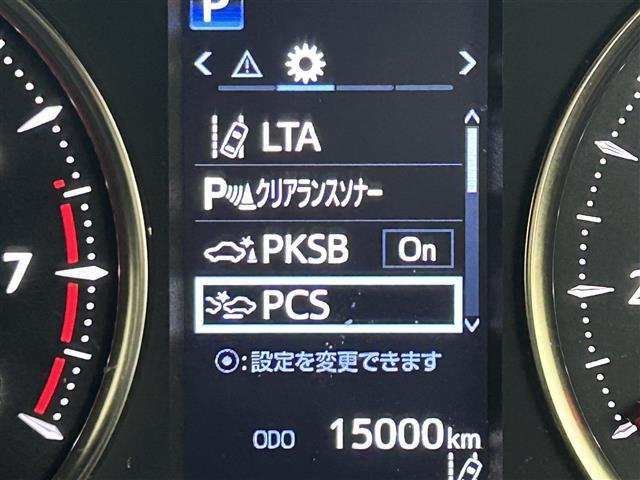 P
LTA
Pクリアランスソナー
PKSB On
PCS
7
2
:設定を変更できます
ODO 15000km